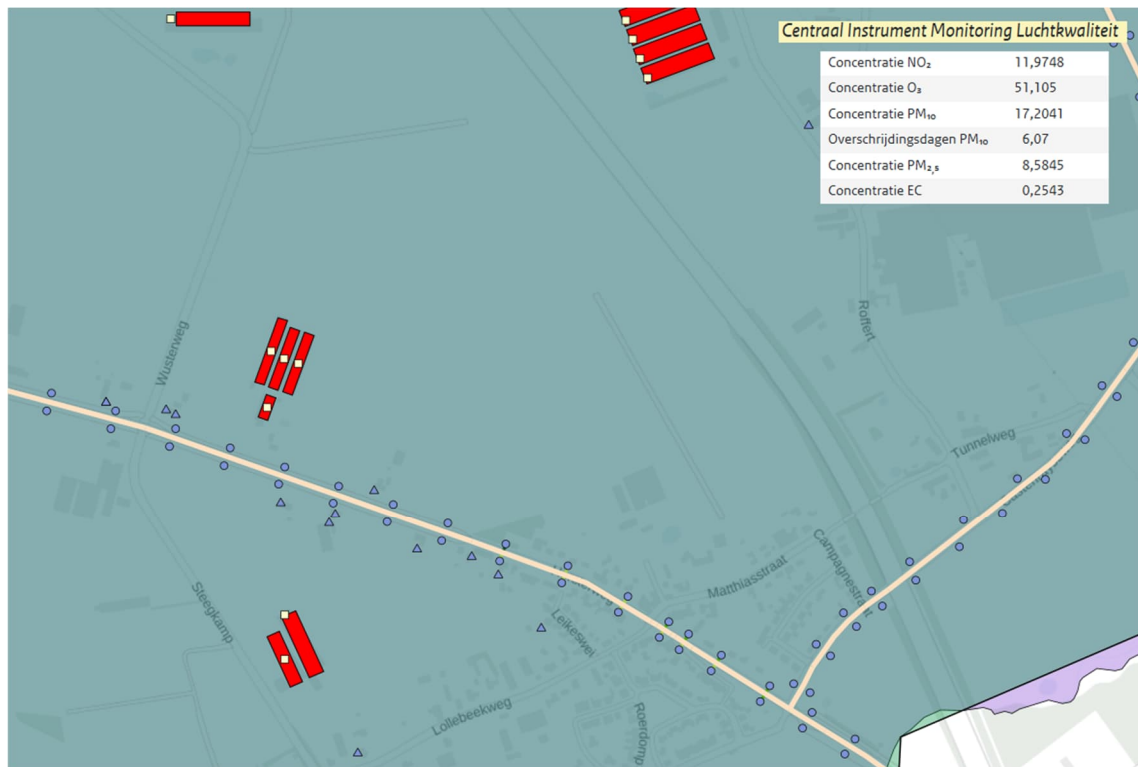 Centraal Instrument Monitoring Luchtkwaliteit
Concentratie NO₂ 11,9748
Concentratie O₃ 51,105
Concentratie PM₁₀ 17,2041
Overschrijdingsdagen PM₁₀ 6,07
Concentratie PM₂,₅ 8,5845
Concentratie EC 0,2543
Roffert
Wusterweg
Tunnelweg
Campagnestraat
Matthiasstraat
Steegkamp
Leikeswei
Lollebeekweg
Roerdomp